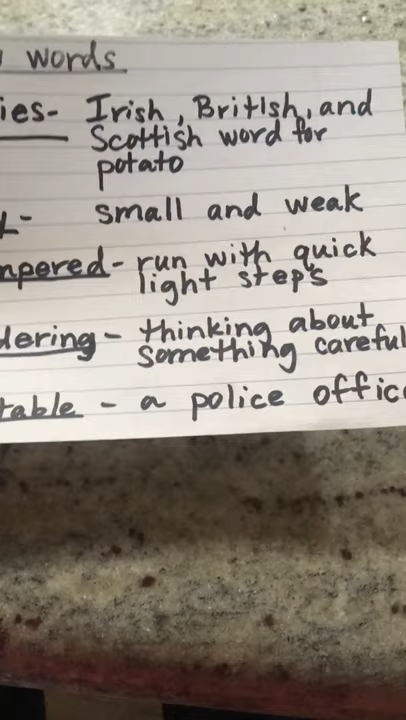 words
ies- Irish, British, and
Scottish word for
potato
- small and weak
mpered - run with quick
light steps
dering - thinking about
something careful
table - a police offic